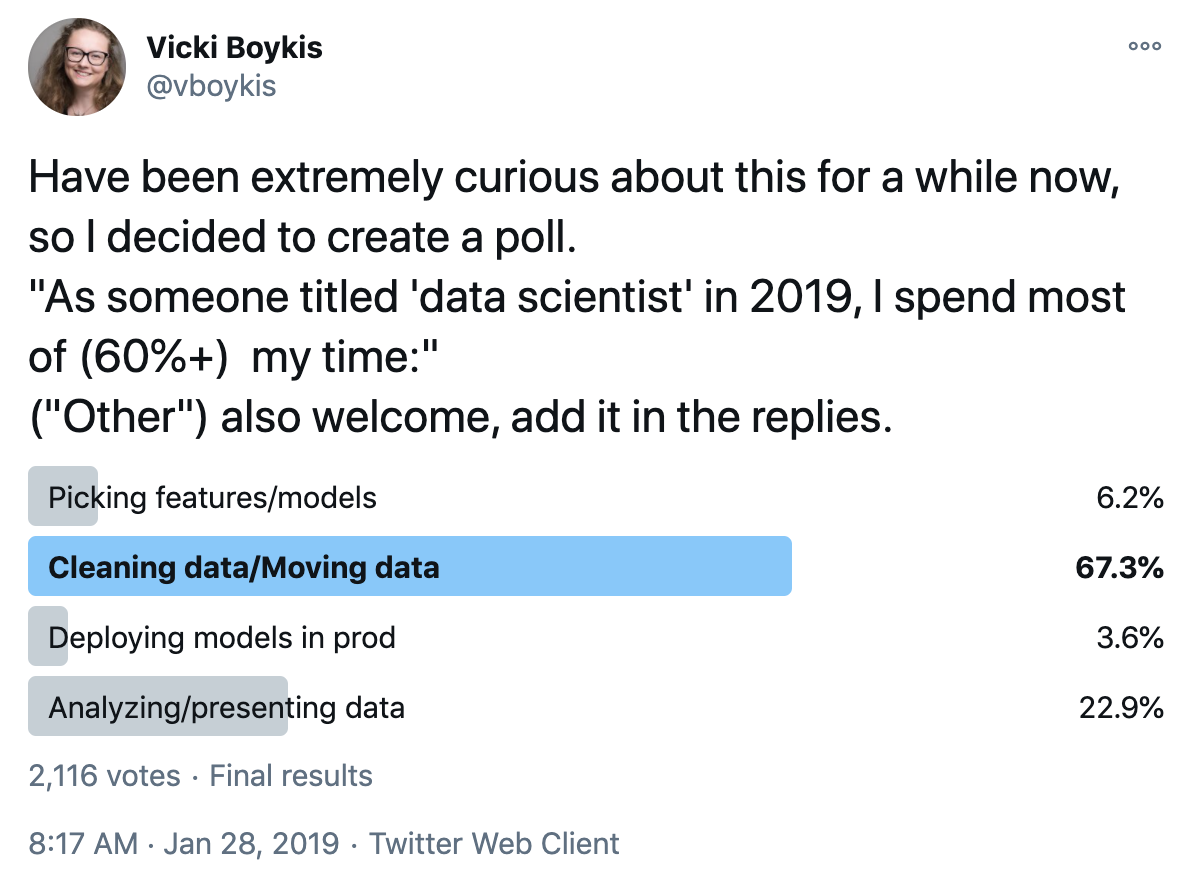 Vicki Boykis
@vboykis
Have been extremely curious about this for a while now,
so I decided to create a poll.
"As someone titled 'data scientist' in 2019, I spend most
of (60%+)  my time:"
("Other") also welcome, add it in the replies.
Picking features/models 6.2%
Cleaning data/Moving data 67.3%
Deploying models in prod 3.6%
Analyzing/presenting data 22.9%
2,116 votes · Final results
8:17 AM · Jan 28, 2019 · Twitter Web Client